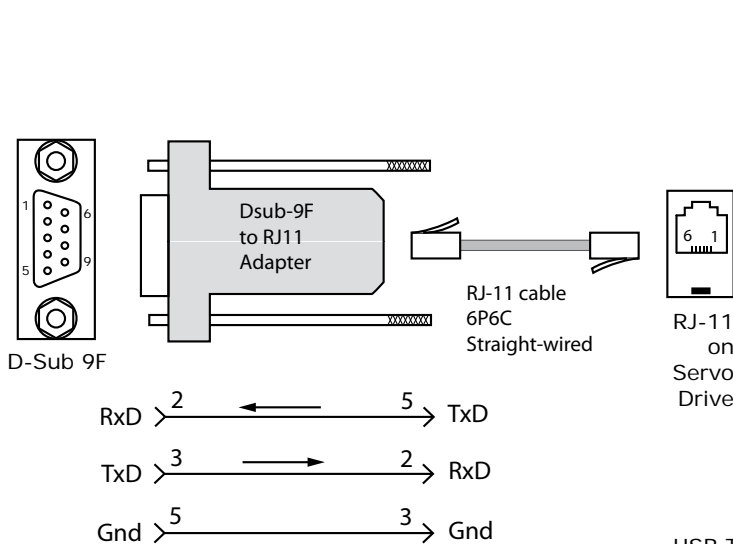 1
6
5
9
D-Sub 9F
Dsub-9F
to RJ11
Adapter
RJ-11 cable
6P6C
Straight-wired
6 1
RJ-11
on
Servo
Drive
RxD 2 5 TxD
TxD 3 2 RxD
Gnd 5 3 Gnd